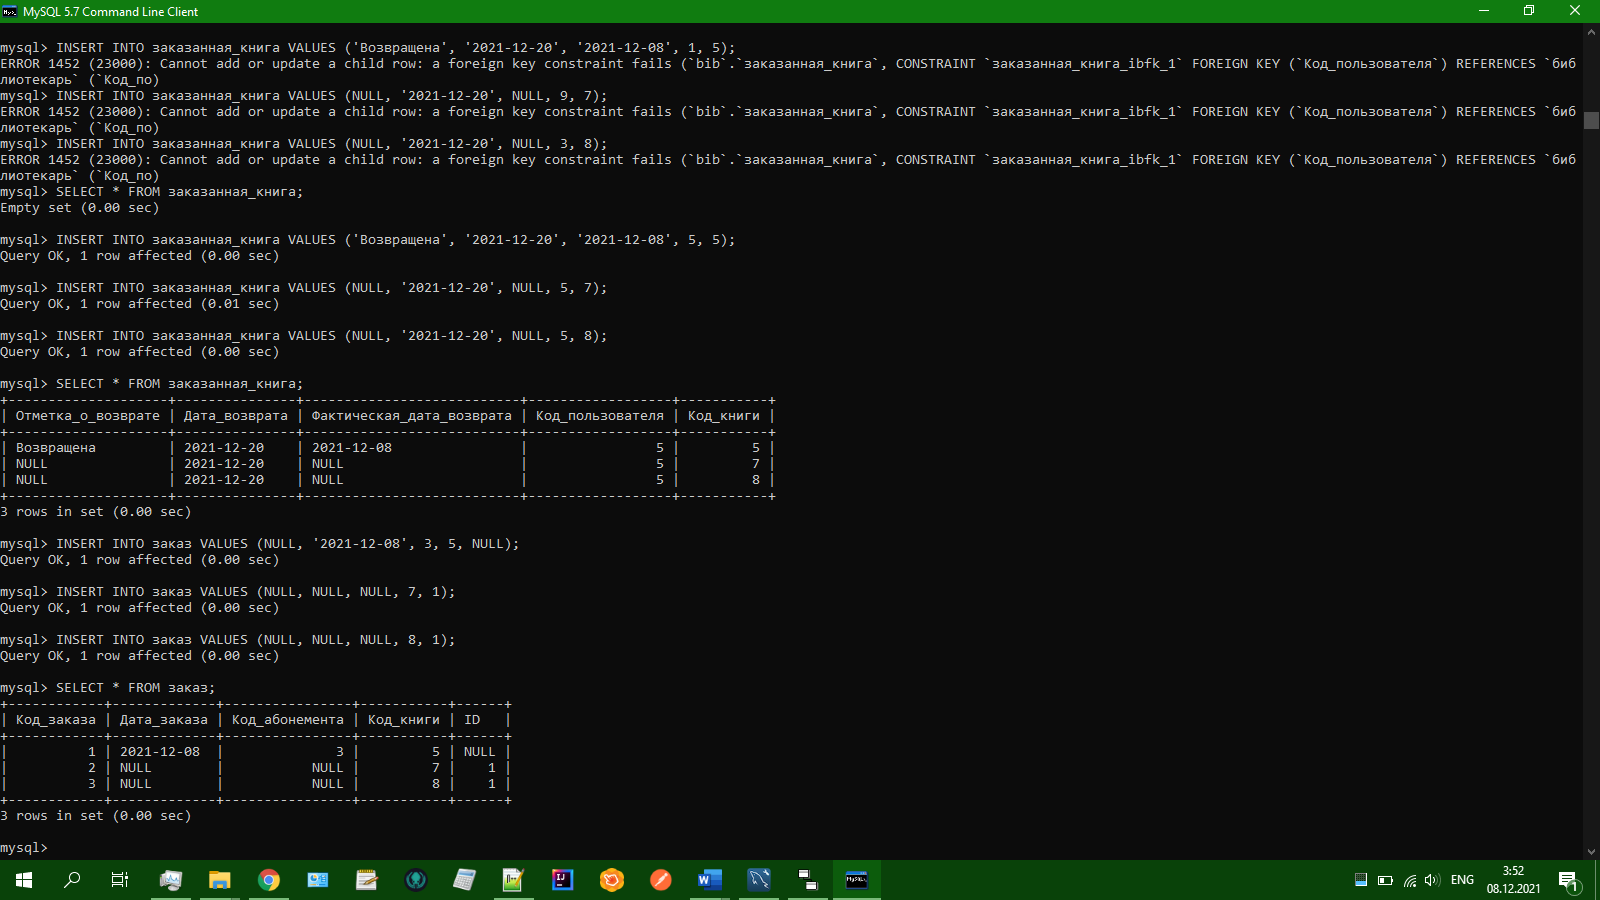 MySQL 5.7 Command Line Client
mysql> INSERT INTO заказанная_книга VALUES ('Возвращена', '2021-12-20', '2021-12-08', 1, 5);
ERROR 1452 (23000): Cannot add or update a child row: a foreign key constraint fails (`bib`.`заказанная_книга`, CONSTRAINT `заказанная_книга_ibfk_1` FOREIGN KEY (`Код_пользователя`) REFERENCES `биб
лиотекарь` (`Код_по)
mysql> INSERT INTO заказанная_книга VALUES (NULL, '2021-12-20', NULL, 9, 7);
ERROR 1452 (23000): Cannot add or update a child row: a foreign key constraint fails (`bib`.`заказанная_книга`, CONSTRAINT `заказанная_книга_ibfk_1` FOREIGN KEY (`Код_пользователя`) REFERENCES `биб
лиотекарь` (`Код_по)
mysql> INSERT INTO заказанная_книга VALUES (NULL, '2021-12-20', NULL, 3, 8);
ERROR 1452 (23000): Cannot add or update a child row: a foreign key constraint fails (`bib`.`заказанная_книга`, CONSTRAINT `заказанная_книга_ibfk_1` FOREIGN KEY (`Код_пользователя`) REFERENCES `биб
лиотекарь` (`Код_по)
mysql> SELECT * FROM заказанная_книга;
Empty set (0.00 sec)
mysql> INSERT INTO заказанная_книга VALUES ('Возвращена', '2021-12-20', '2021-12-08', 5, 5);
Query OK, 1 row affected (0.00 sec)
mysql> INSERT INTO заказанная_книга VALUES (NULL, '2021-12-20', NULL, 5, 7);
Query OK, 1 row affected (0.01 sec)
mysql> INSERT INTO заказанная_книга VALUES (NULL, '2021-12-20', NULL, 5, 8);
Query OK, 1 row affected (0.00 sec)
mysql> SELECT * FROM заказанная_книга;
+--------------------+---------------+---------------------------+------------------+-----------+
| Отметка_о_возврате | Дата_возврата | Фактическая_дата_возврата | Код_пользователя | Код_книги |
+--------------------+---------------+---------------------------+------------------+-----------+
| Возвращена         | 2021-12-20    | 2021-12-08                |                5 |         5 |
| NULL               | 2021-12-20    | NULL                      |                5 |         7 |
| NULL               | 2021-12-20    | NULL                      |                5 |         8 |
+--------------------+---------------+---------------------------+------------------+-----------+
3 rows in set (0.00 sec)
mysql> INSERT INTO заказ VALUES (NULL, '2021-12-08', 3, 5, NULL);
Query OK, 1 row affected (0.00 sec)
mysql> INSERT INTO заказ VALUES (NULL, NULL, NULL, 7, 1);
Query OK, 1 row affected (0.00 sec)
mysql> INSERT INTO заказ VALUES (NULL, NULL, NULL, 8, 1);
Query OK, 1 row affected (0.00 sec)
mysql> SELECT * FROM заказ;
+------------+-------------+----------------+-----------+------+
| Код_заказа | Дата_заказа | Код_абонемента | Код_книги | ID   |
+------------+-------------+----------------+-----------+------+
|          1 | 2021-12-08  |              3 |         5 | NULL |
|          2 | NULL        |           NULL |         7 |    1 |
|          3 | NULL        |           NULL |         8 |    1 |
+------------+-------------+----------------+-----------+------+
3 rows in set (0.00 sec)
mysql>
ENG
3:52
08.12.2021
1